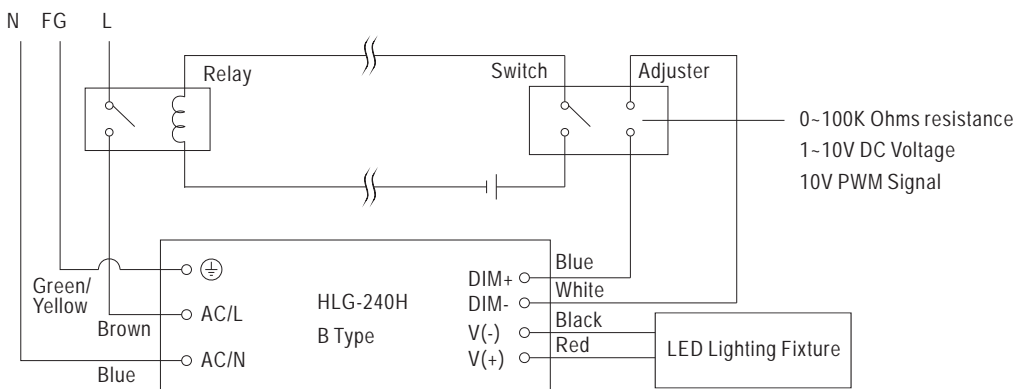 N FG L
Relay
Switch
Adjuster
0~100K Ohms resistance
1~10V DC Voltage
10V PWM Signal
Green/
Yellow
Brown
Blue
AC/L
AC/N
HLG-240H
B Type
DIM+
DIM-
V(-)
V(+)
Blue
White
Black
Red
LED Lighting Fixture